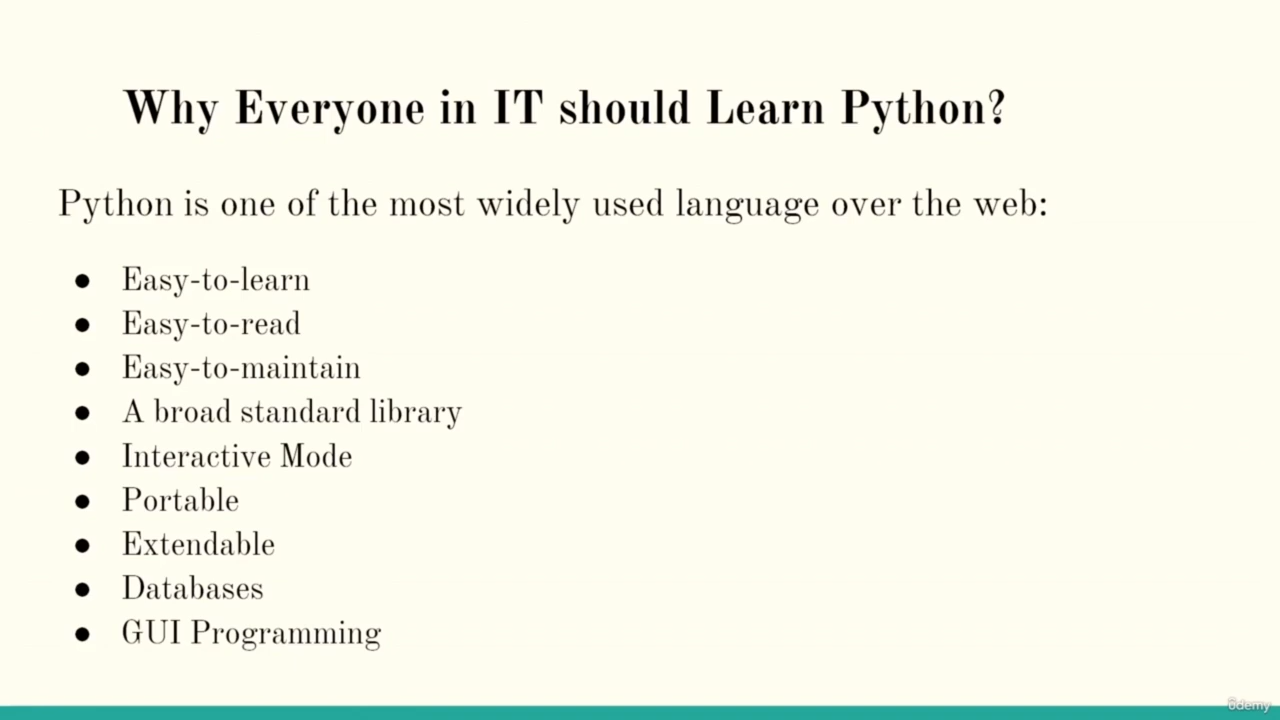 Why Everyone in IT should Learn Python?
Python is one of the most widely used language over the web:
● Easy-to-learn
● Easy-to-read
● Easy-to-maintain
● A broad standard library
● Interactive Mode
● Portable
● Extendable
● Databases
● GUI Programming
ûdemy